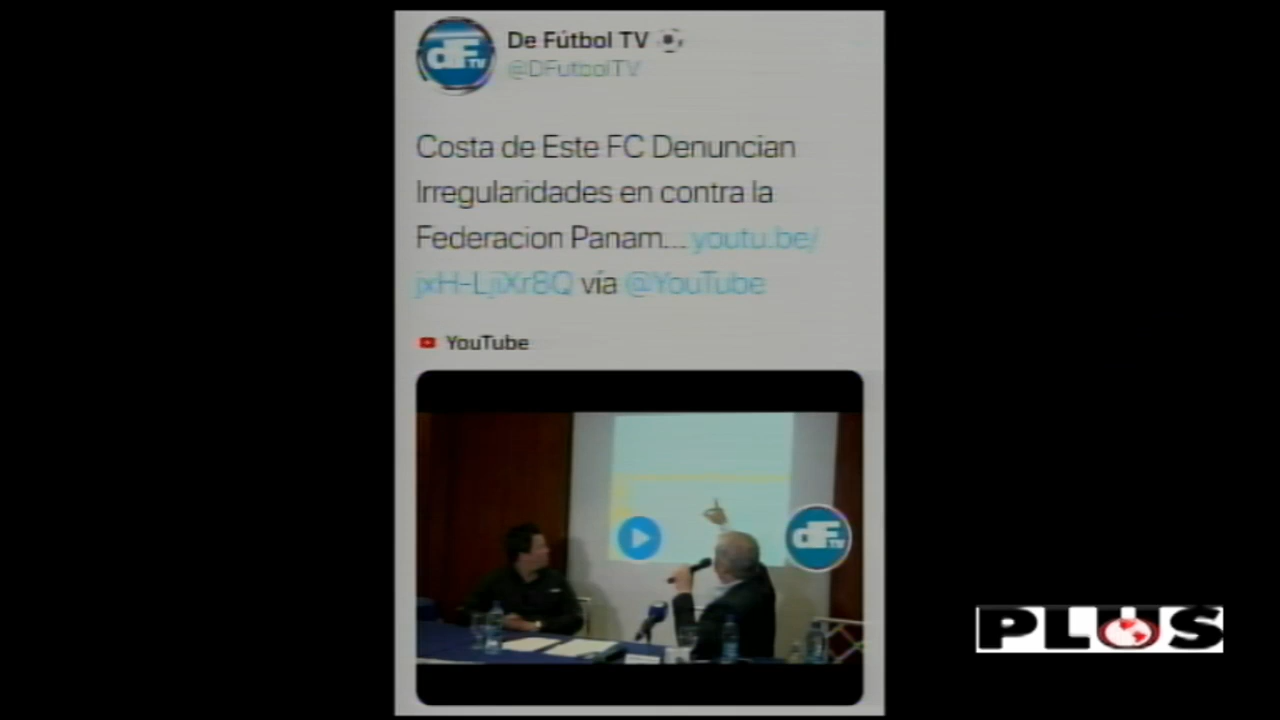 De Fútbol TV
@DFutbolTV
Costa de Este FC Denuncian
Irregularidades en contra la
Federacion Panam... youtu.be/
jxH-LjiXr8Q vía @YouTube
YouTube
dF TV
PLUS